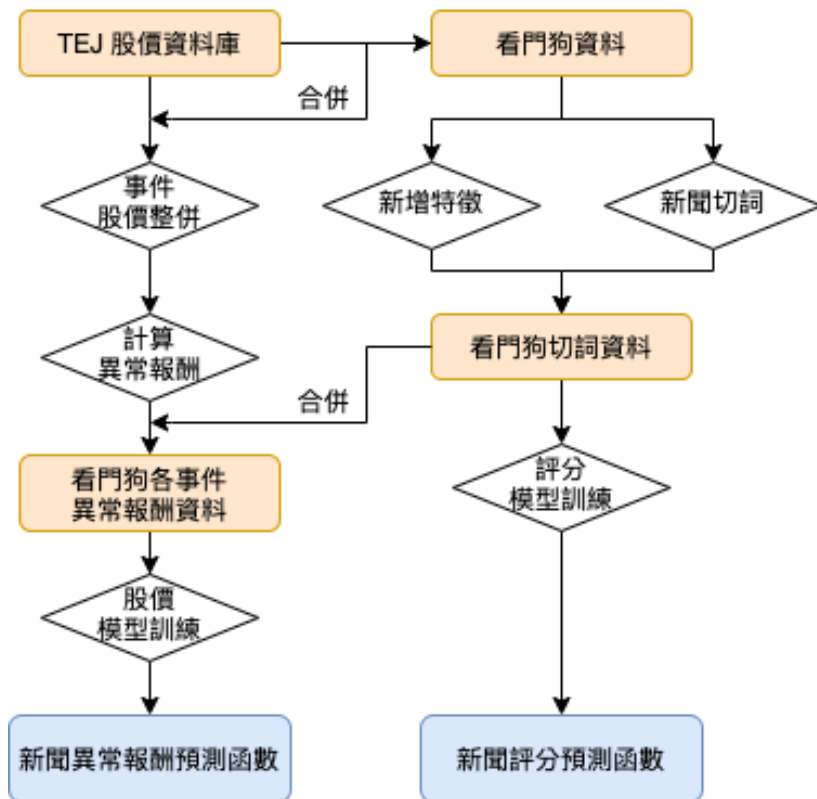 TEJ 股價資料庫
看門狗資料
合併
事件
股價整併
新增特徵
新聞切詞
計算
異常報酬
看門狗切詞資料
合併
看門狗各事件
異常報酬資料
評分
模型訓練
股價
模型訓練
新聞異常報酬預測函數
新聞評分預測函數